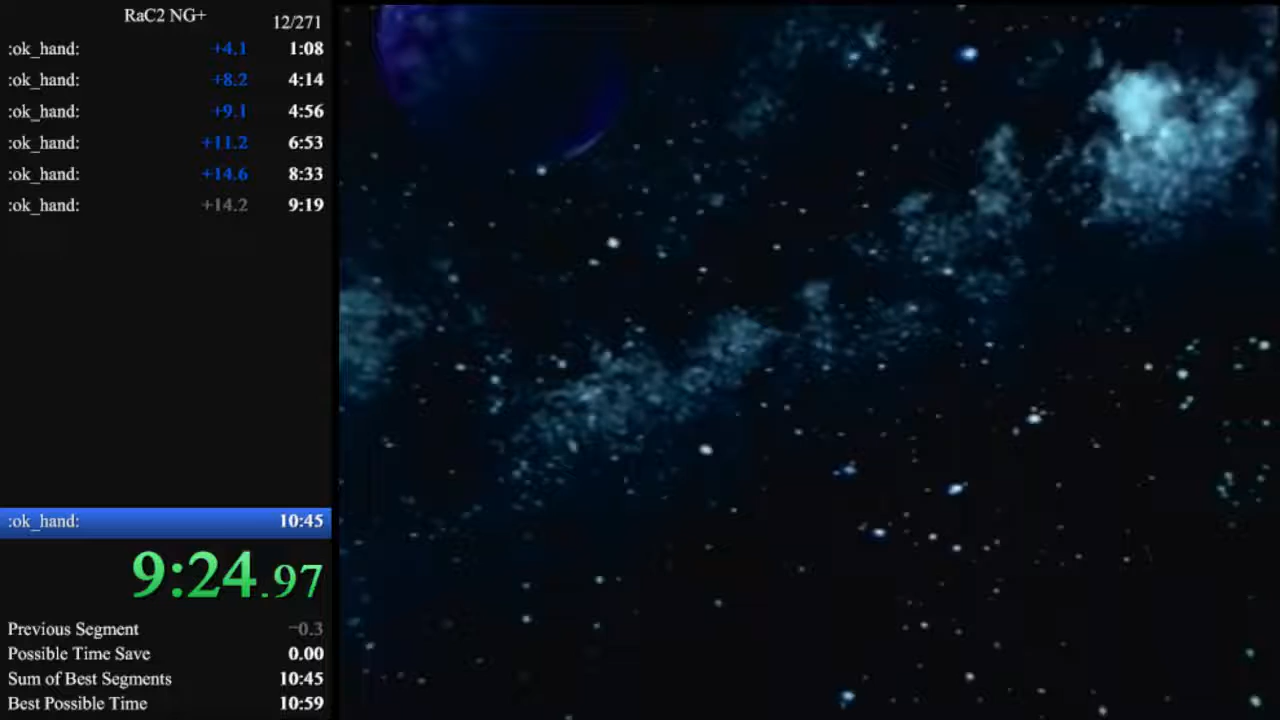 RaC2 NG+
12/271
:ok_hand: +4.1 1:08
:ok_hand: +8.2 4:14
:ok_hand: +9.1 4:56
:ok_hand: +11.2 6:53
:ok_hand: +14.6 8:33
:ok_hand: +14.2 9:19
:ok_hand: 10:45
9:24.97
Previous Segment −0.3
Possible Time Save 0.00
Sum of Best Segments 10:45
Best Possible Time 10:59